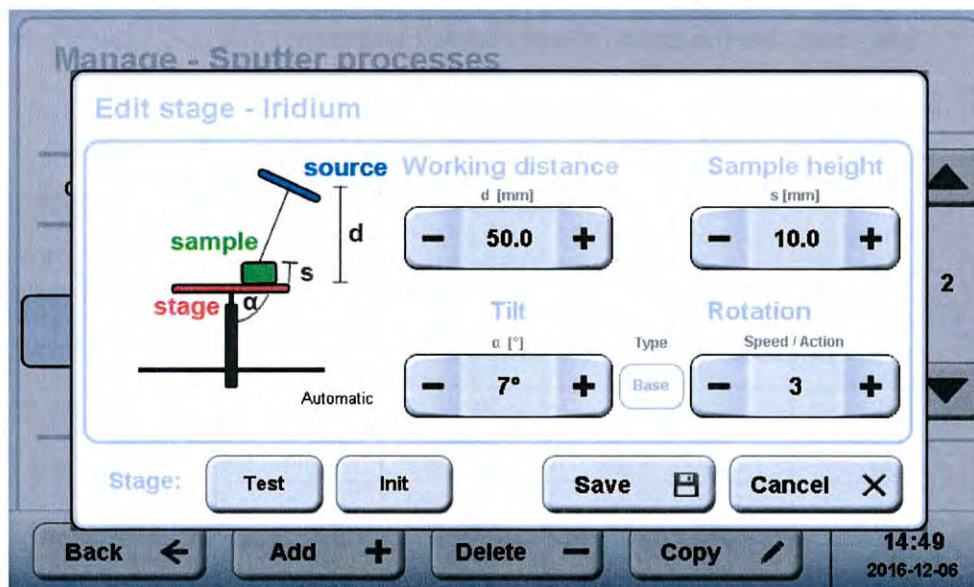 Manage - Sputter processes
Edit stage - Iridium
source
Working distance
Sample height
d [mm]
s [mm]
d
50.0
10.0
sample
s
stage
α
2
Tilt
Rotation
α [°]
Type
Speed / Action
7°
Base
3
Automatic
Stage:
Test
Init
Save
Cancel
Back
Add
Delete
Copy
14:49
2016-12-06